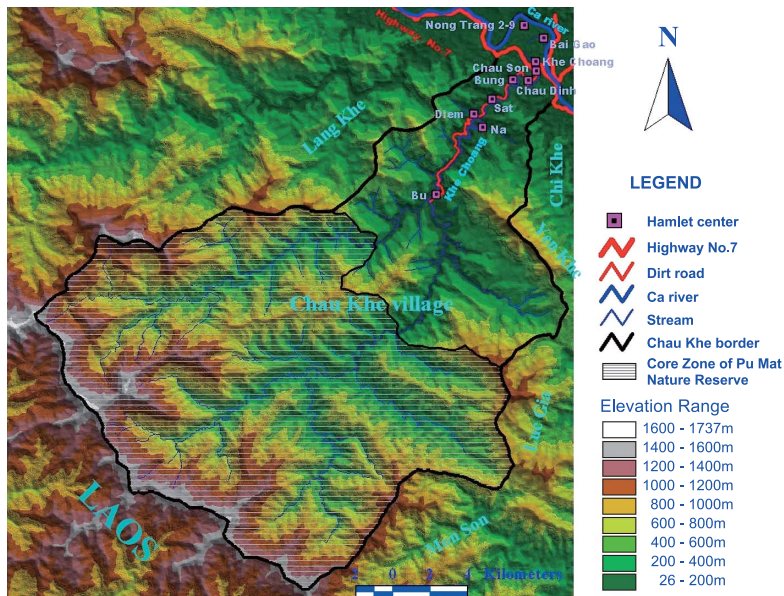 Ca river
Highway No.7
Nong Trang 2-9
Bai Gao
Khe Choang
Chau Son
Bung
Chau Dinh
Sat
Diem
Na
Lang Khe
Khe Choang
Bu
Chi Khe
Yen Khe
Chau Khe village
Luc Gia
LAOS
Mon Son
2 0 2 4 Kilometers
N
LEGEND
Hamlet center
Highway No.7
Dirt road
Ca river
Stream
Chau Khe border
Core Zone of Pu Mat
Nature Reserve
Elevation Range
1600 - 1737m
1400 - 1600m
1200 - 1400m
1000 - 1200m
800 - 1000m
600 - 800m
400 - 600m
200 - 400m
26 - 200m